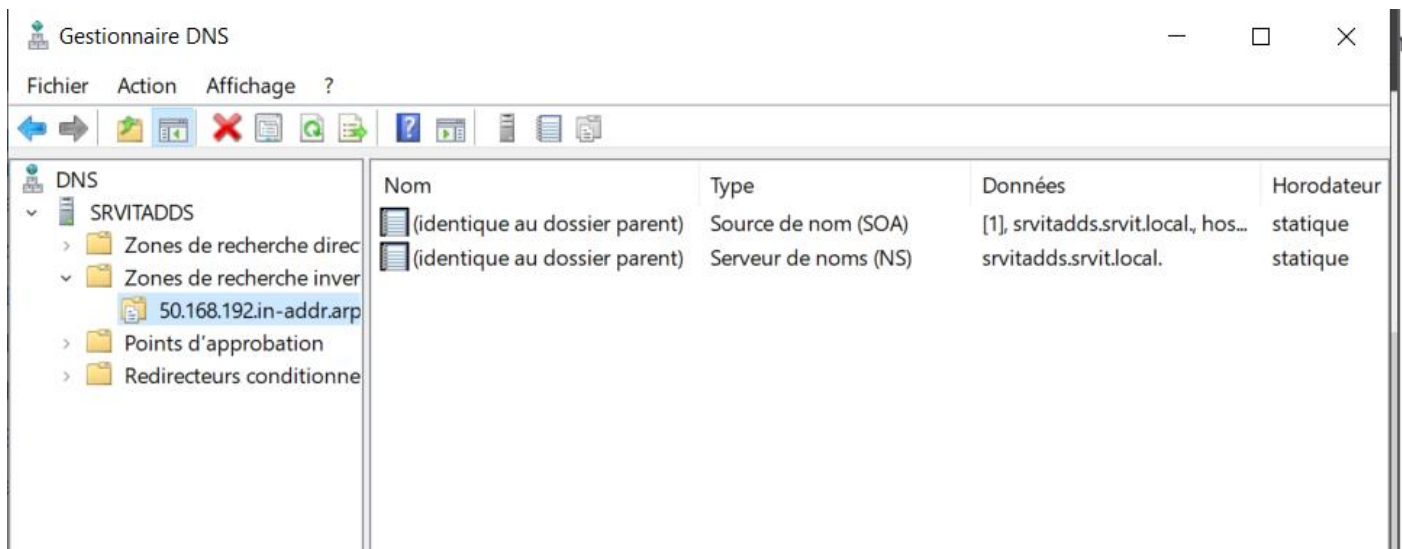 Gestionnaire DNS
Fichier Action Affichage ?
DNS
SRVITADDS
Zones de recherche direc
Zones de recherche inver
50.168.192.in-addr.arp
Points d'approbation
Redirecteurs conditionne
Nom Type Données Horodateur
(identique au dossier parent) Source de nom (SOA) [1], srvitadds.srvit.local., hos... statique
(identique au dossier parent) Serveur de noms (NS) srvitadds.srvit.local. statique